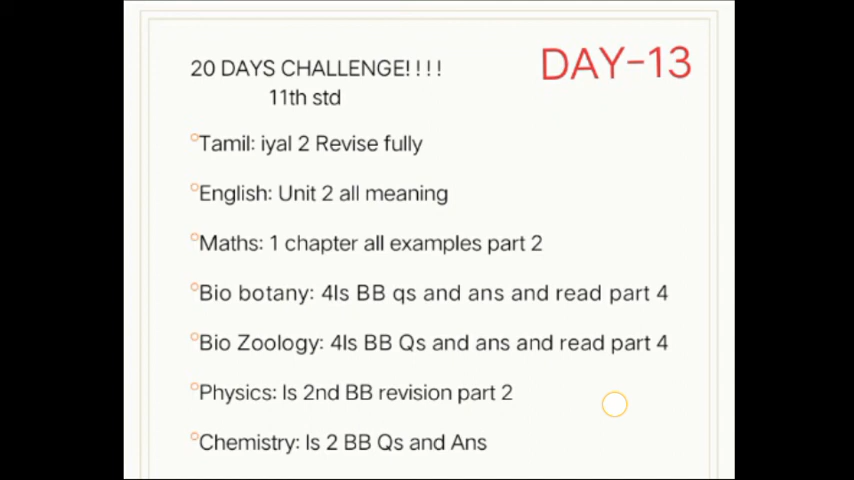 20 DAYS CHALLENGE!!!!
DAY-13
11th std
Tamil: iyal 2 Revise fully
English: Unit 2 all meaning
Maths: 1 chapter all examples part 2
Bio botany: 4ls BB qs and ans and read part 4
Bio Zoology: 4ls BB Qs and ans and read part 4
Physics: ls 2nd BB revision part 2
Chemistry: ls 2 BB Qs and Ans